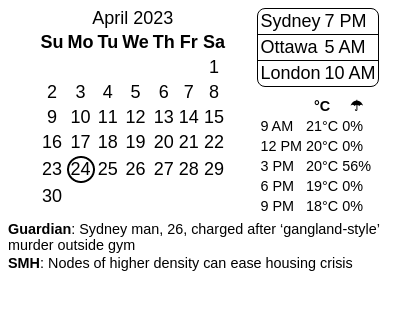 April 2023
Su Mo Tu We Th Fr Sa
1
2 3 4 5 6 7 8
9 10 11 12 13 14 15
16 17 18 19 20 21 22
23 24 25 26 27 28 29
30
Sydney 7 PM
Ottawa 5 AM
London 10 AM
°C ☂
9 AM 21°C 0%
12 PM 20°C 0%
3 PM 20°C 56%
6 PM 19°C 0%
9 PM 18°C 0%
Guardian: Sydney man, 26, charged after ‘gangland-style’
murder outside gym
SMH: Nodes of higher density can ease housing crisis